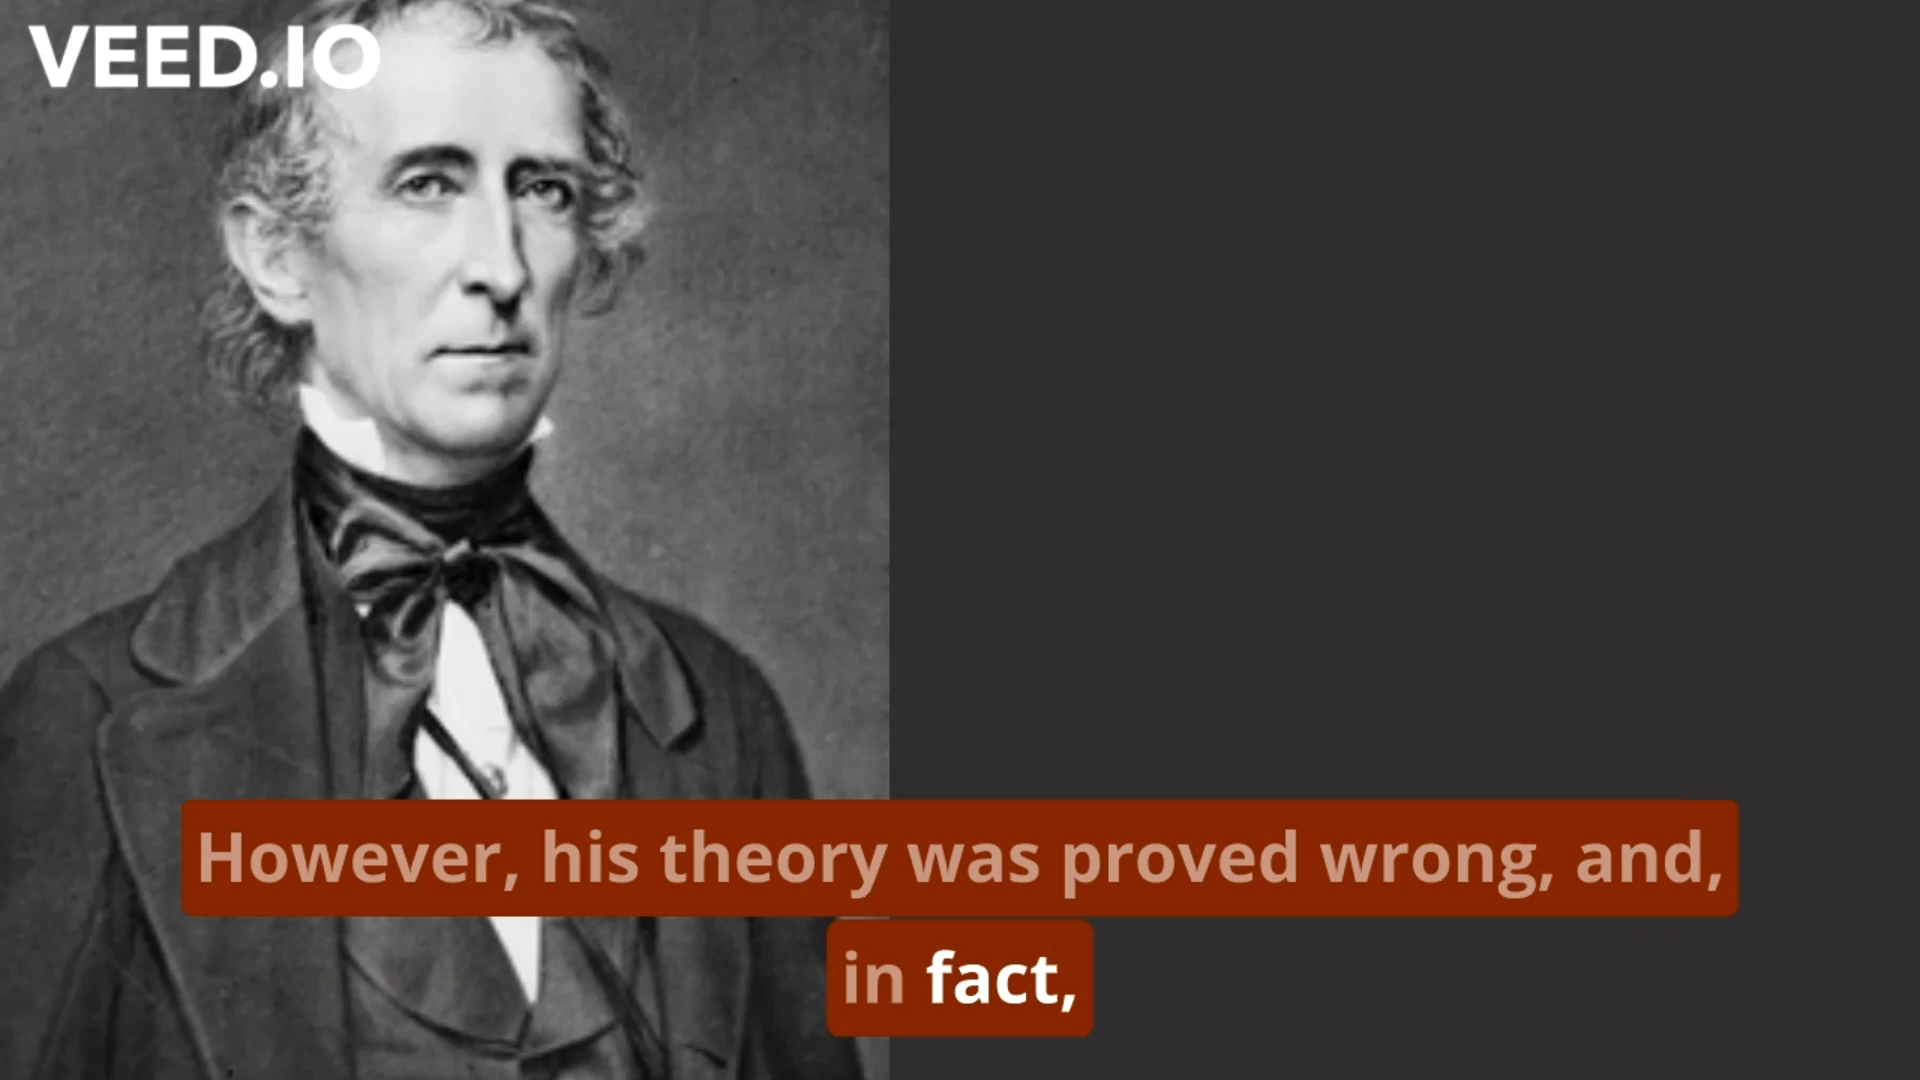 VEED.IO
However, his theory was proved wrong, and,
in fact,